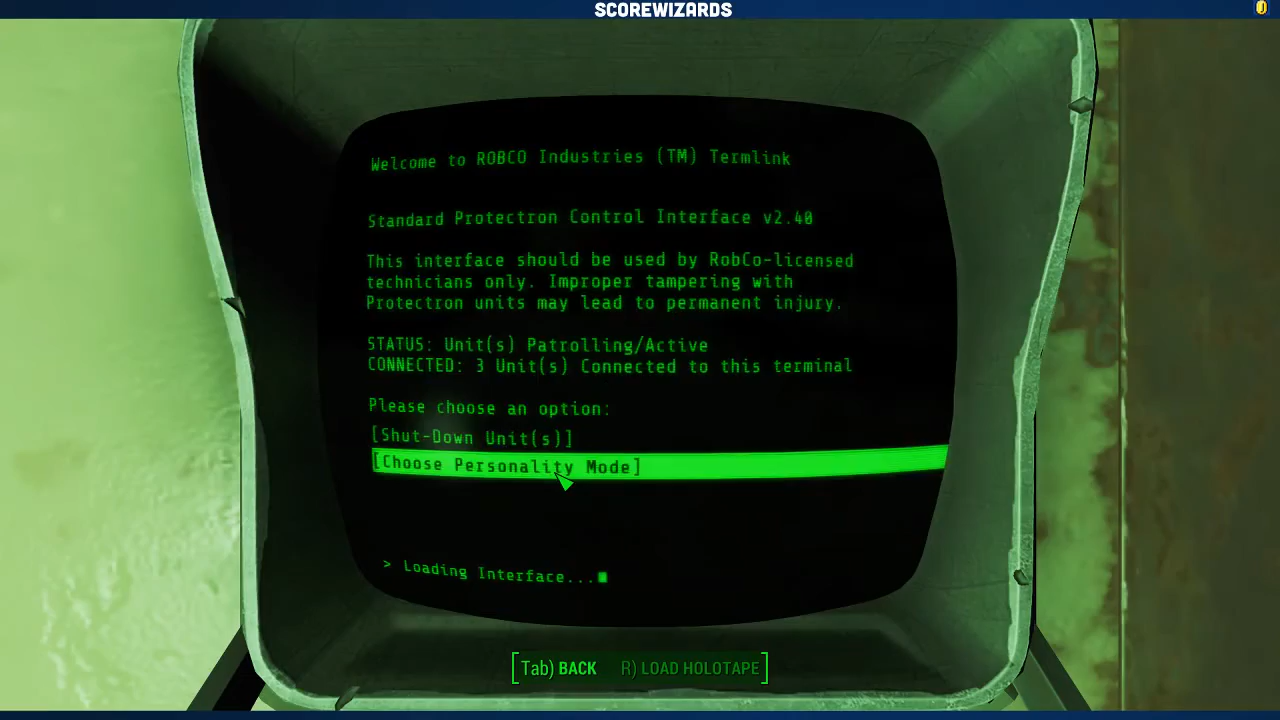 SCOREWIZARDS
Welcome to ROBCO Industries (TM) Termlink
Standard Protectron Control Interface v2.40
This interface should be used by RobCo-licensed
technicians only. Improper tampering with
Protectron units may lead to permanent injury.
STATUS: Unit(s) Patrolling/Active
CONNECTED: 3 Unit(s) Connected to this terminal
Please choose an option:
[Shut-Down Unit(s)]
[Choose Personality Mode]
> Loading Interface...
Tab) BACK R) LOAD HOLOTAPE